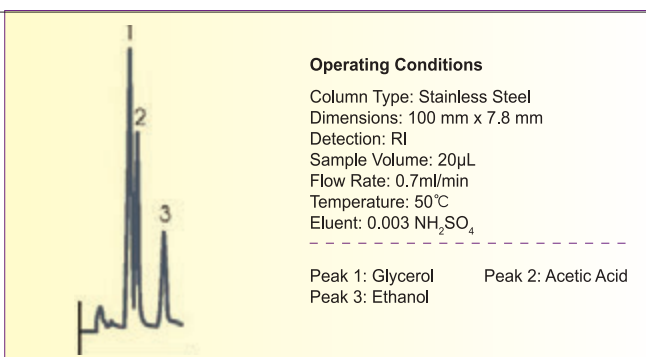 1
2
3
Operating Conditions
Column Type: Stainless Steel
Dimensions: 100 mm x 7.8 mm
Detection: RI
Sample Volume: 20µL
Flow Rate: 0.7ml/min
Temperature: 50℃
Eluent: 0.003 NH₂SO₄
Peak 1: Glycerol Peak 2: Acetic Acid
Peak 3: Ethanol